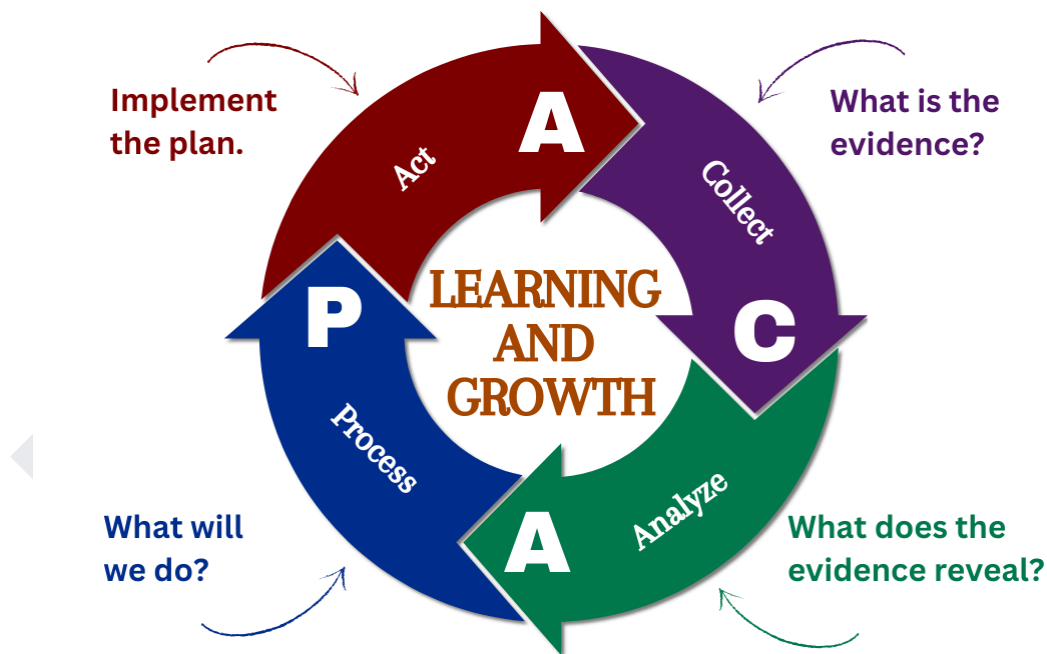 Implement
the plan.
A
Act
What is the
evidence?
Collect
C
LEARNING
AND
GROWTH
P
Process
A
Analyze
What will
we do?
What does the
evidence reveal?